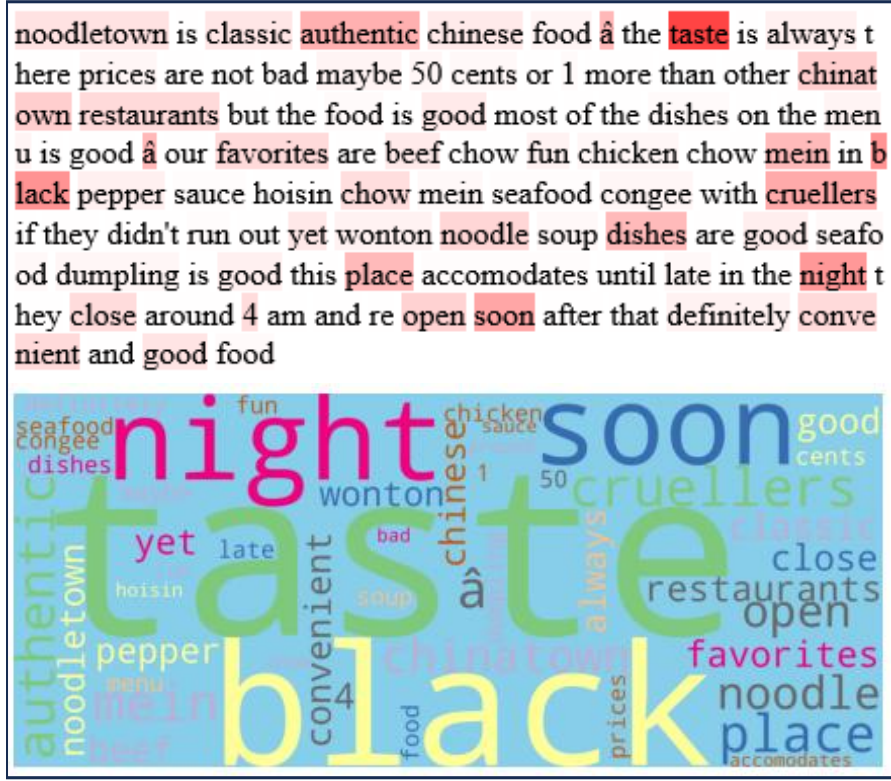 noodletown is classic authentic chinese food â the taste is always t
here prices are not bad maybe 50 cents or 1 more than other chinat
own restaurants but the food is good most of the dishes on the men
u is good â our favorites are beef chow fun chicken chow mein in b
lack pepper sauce hoisin chow mein seafood congee with cruellers
if they didn't run out yet wonton noodle soup dishes are good seafo
od dumpling is good this place accomodates until late in the night t
hey close around 4 am and re open soon after that definitely conve
nient and good food
definitely
fun
chicken
seafood
night
sauce
soon
good
congee
chinese
cents
dishes
1
50
wonton
cruellers
authentic
taste
classic
yet
late
bad
always
close
hoisin
soup
â
restaurants
noodletown
convenient
open
pepper
chinatown
favorites
menu
mein
black
4
noodle
beef
food
prices
place
accomodates